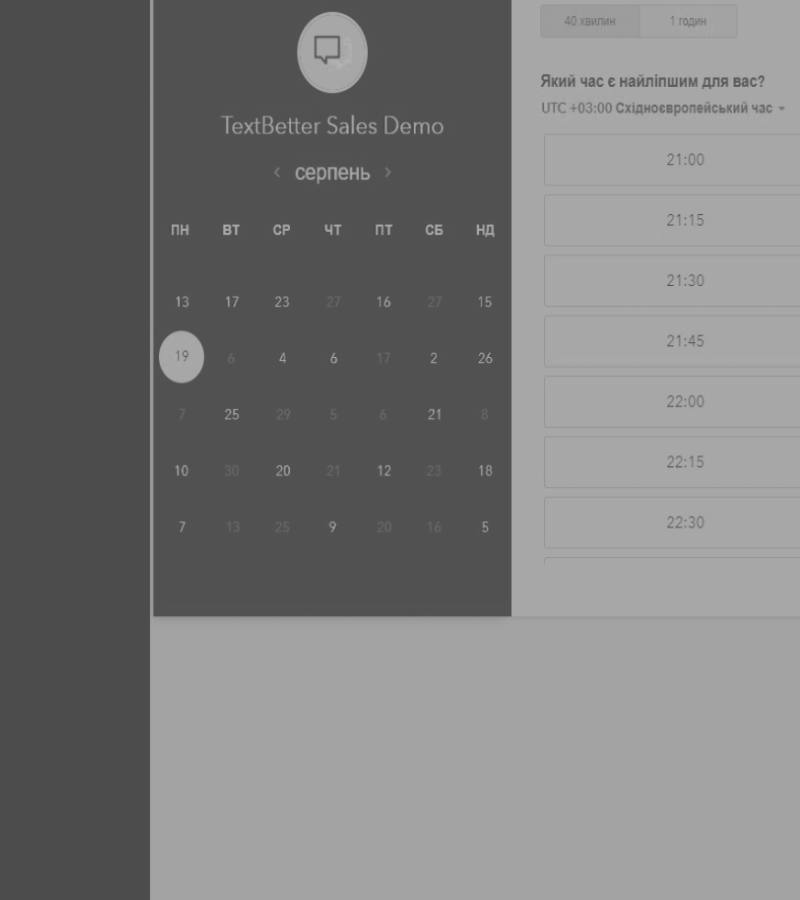 TextBetter Sales Demo
серпень
ПН ВТ СР ЧТ ПТ СБ НД
13 17 23 27 16 27 15
19 6 4 6 17 2 26
7 25 29 5 6 21 8
10 30 20 21 12 23 18
7 13 25 9 20 16 5
40 хвилин 1 годин
Який час є найліпшим для вас?
UTC +03:00 Східноєвропейський час
21:00
21:15
21:30
21:45
22:00
22:15
22:30